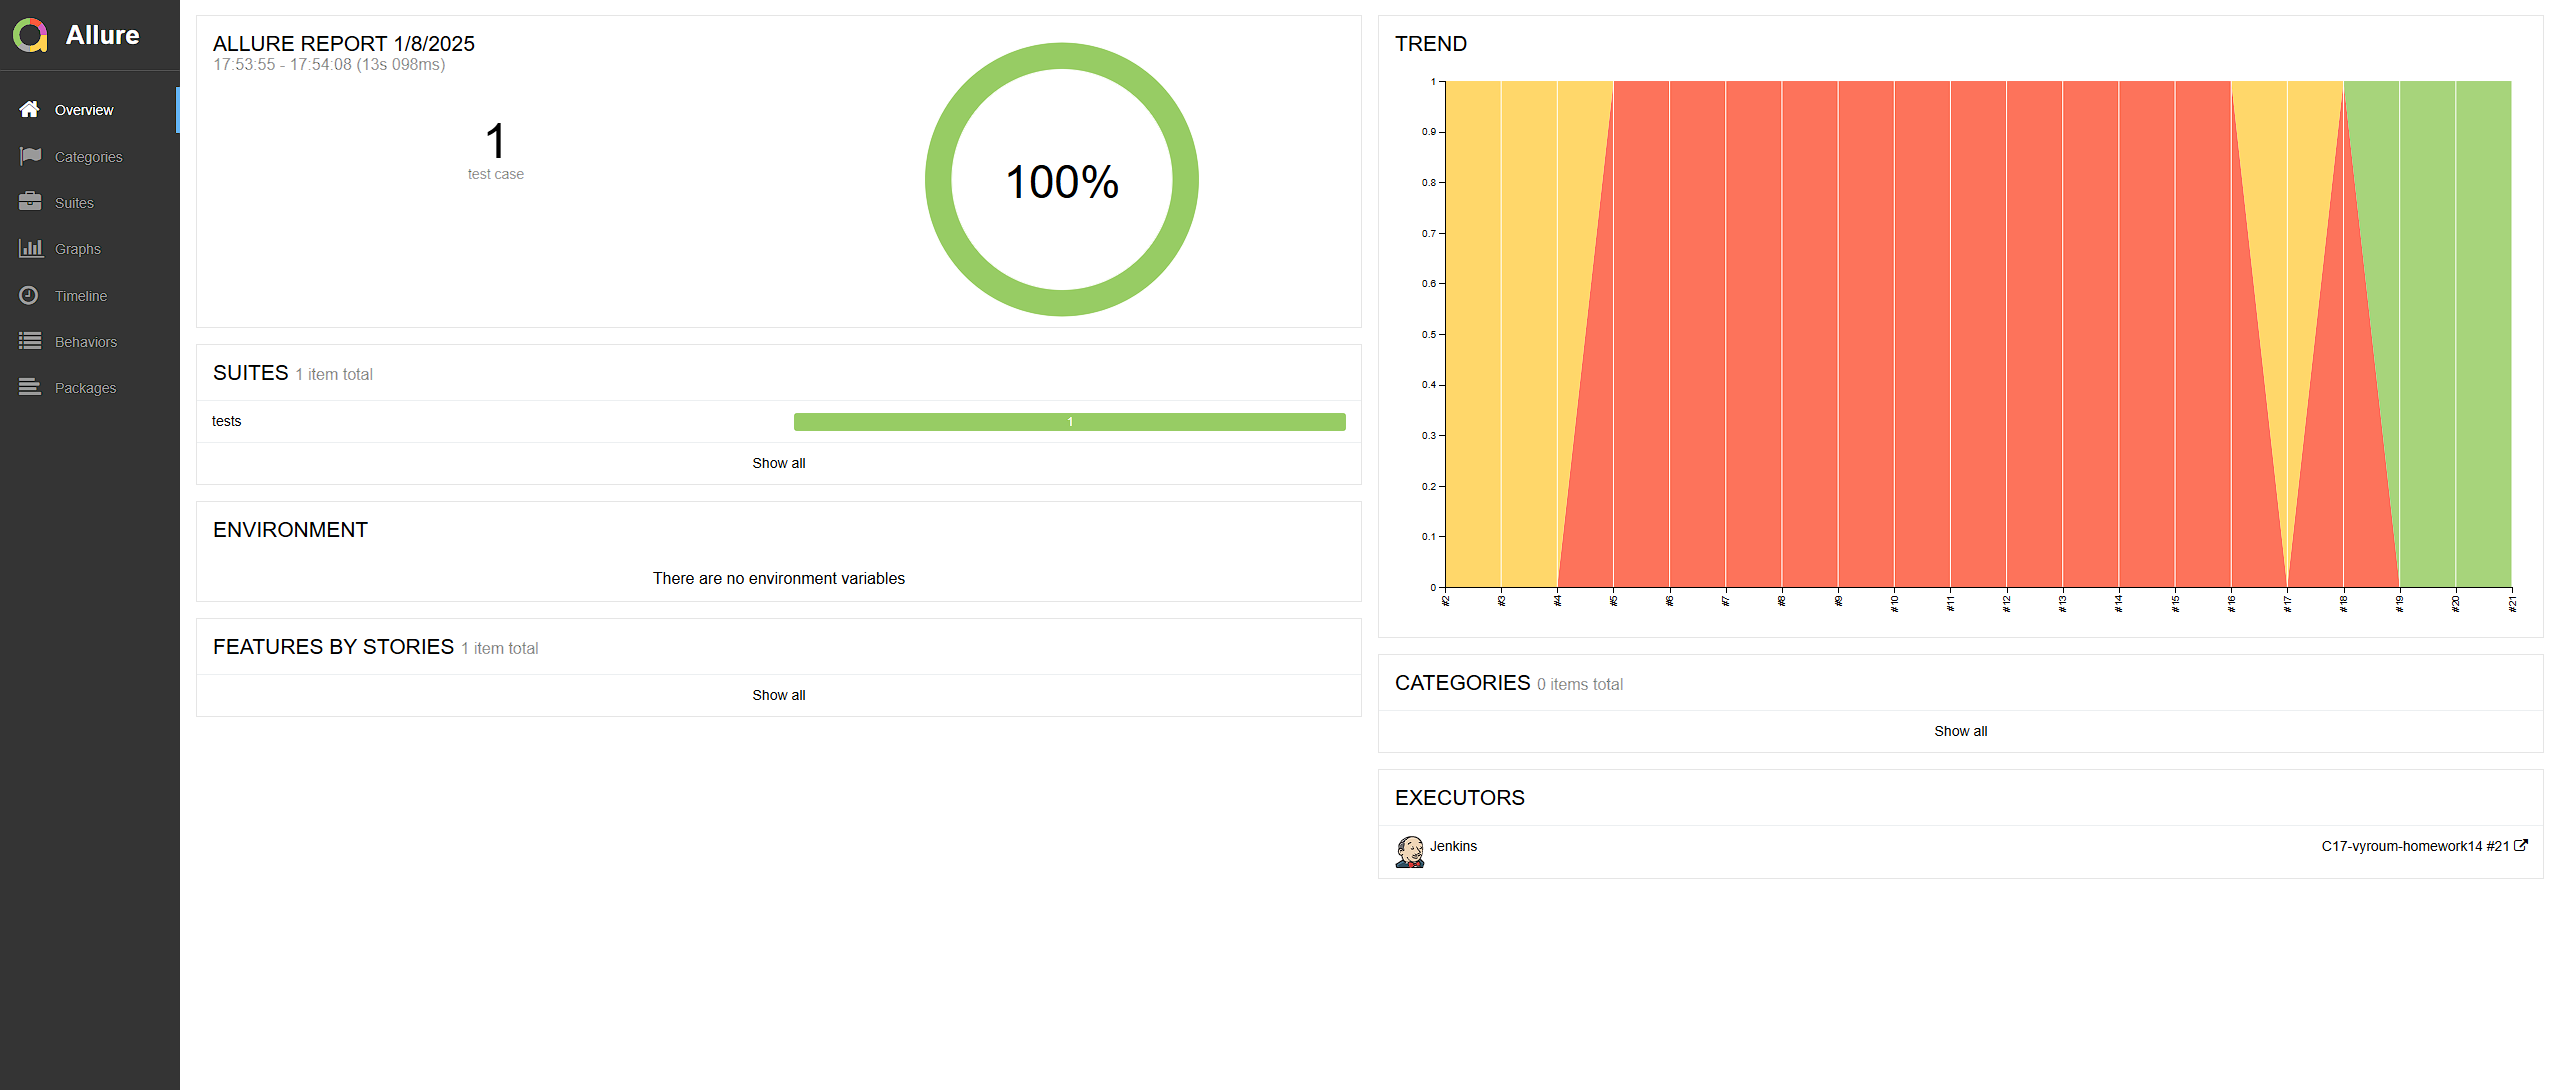 Allure
Overview
Categories
Suites
Graphs
Timeline
Behaviors
Packages
ALLURE REPORT 1/8/2025
17:53:55 - 17:54:08 (13s 098ms)
1
test case
100%
SUITES 1 item total
tests
1
Show all
ENVIRONMENT
There are no environment variables
FEATURES BY STORIES 1 item total
Show all
TREND
1
0.9
0.8
0.7
0.6
0.5
0.4
0.3
0.2
0.1
0
#2
#3
#4
#5
#6
#7
#8
#9
#10
#11
#12
#13
#14
#15
#16
#17
#18
#19
#20
#21
CATEGORIES 0 items total
Show all
EXECUTORS
Jenkins
C17-vyroum-homework14 #21